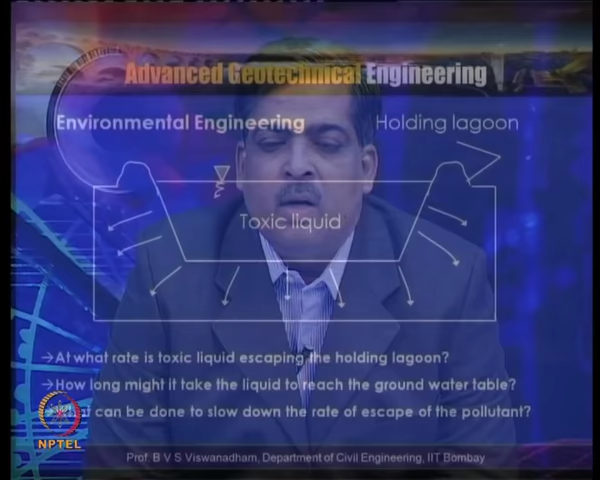 Advanced Geotechnical Engineering
Environmental Engineering
Holding lagoon
Toxic liquid
→At what rate is toxic liquid escaping the holding lagoon?
→How long might it take the liquid to reach the ground water table?
can be done to slow down the rate of escape of the pollutant?
NPTEL
Prof. B V S Viswanadham, Department of Civil Engineering, IIT Bombay